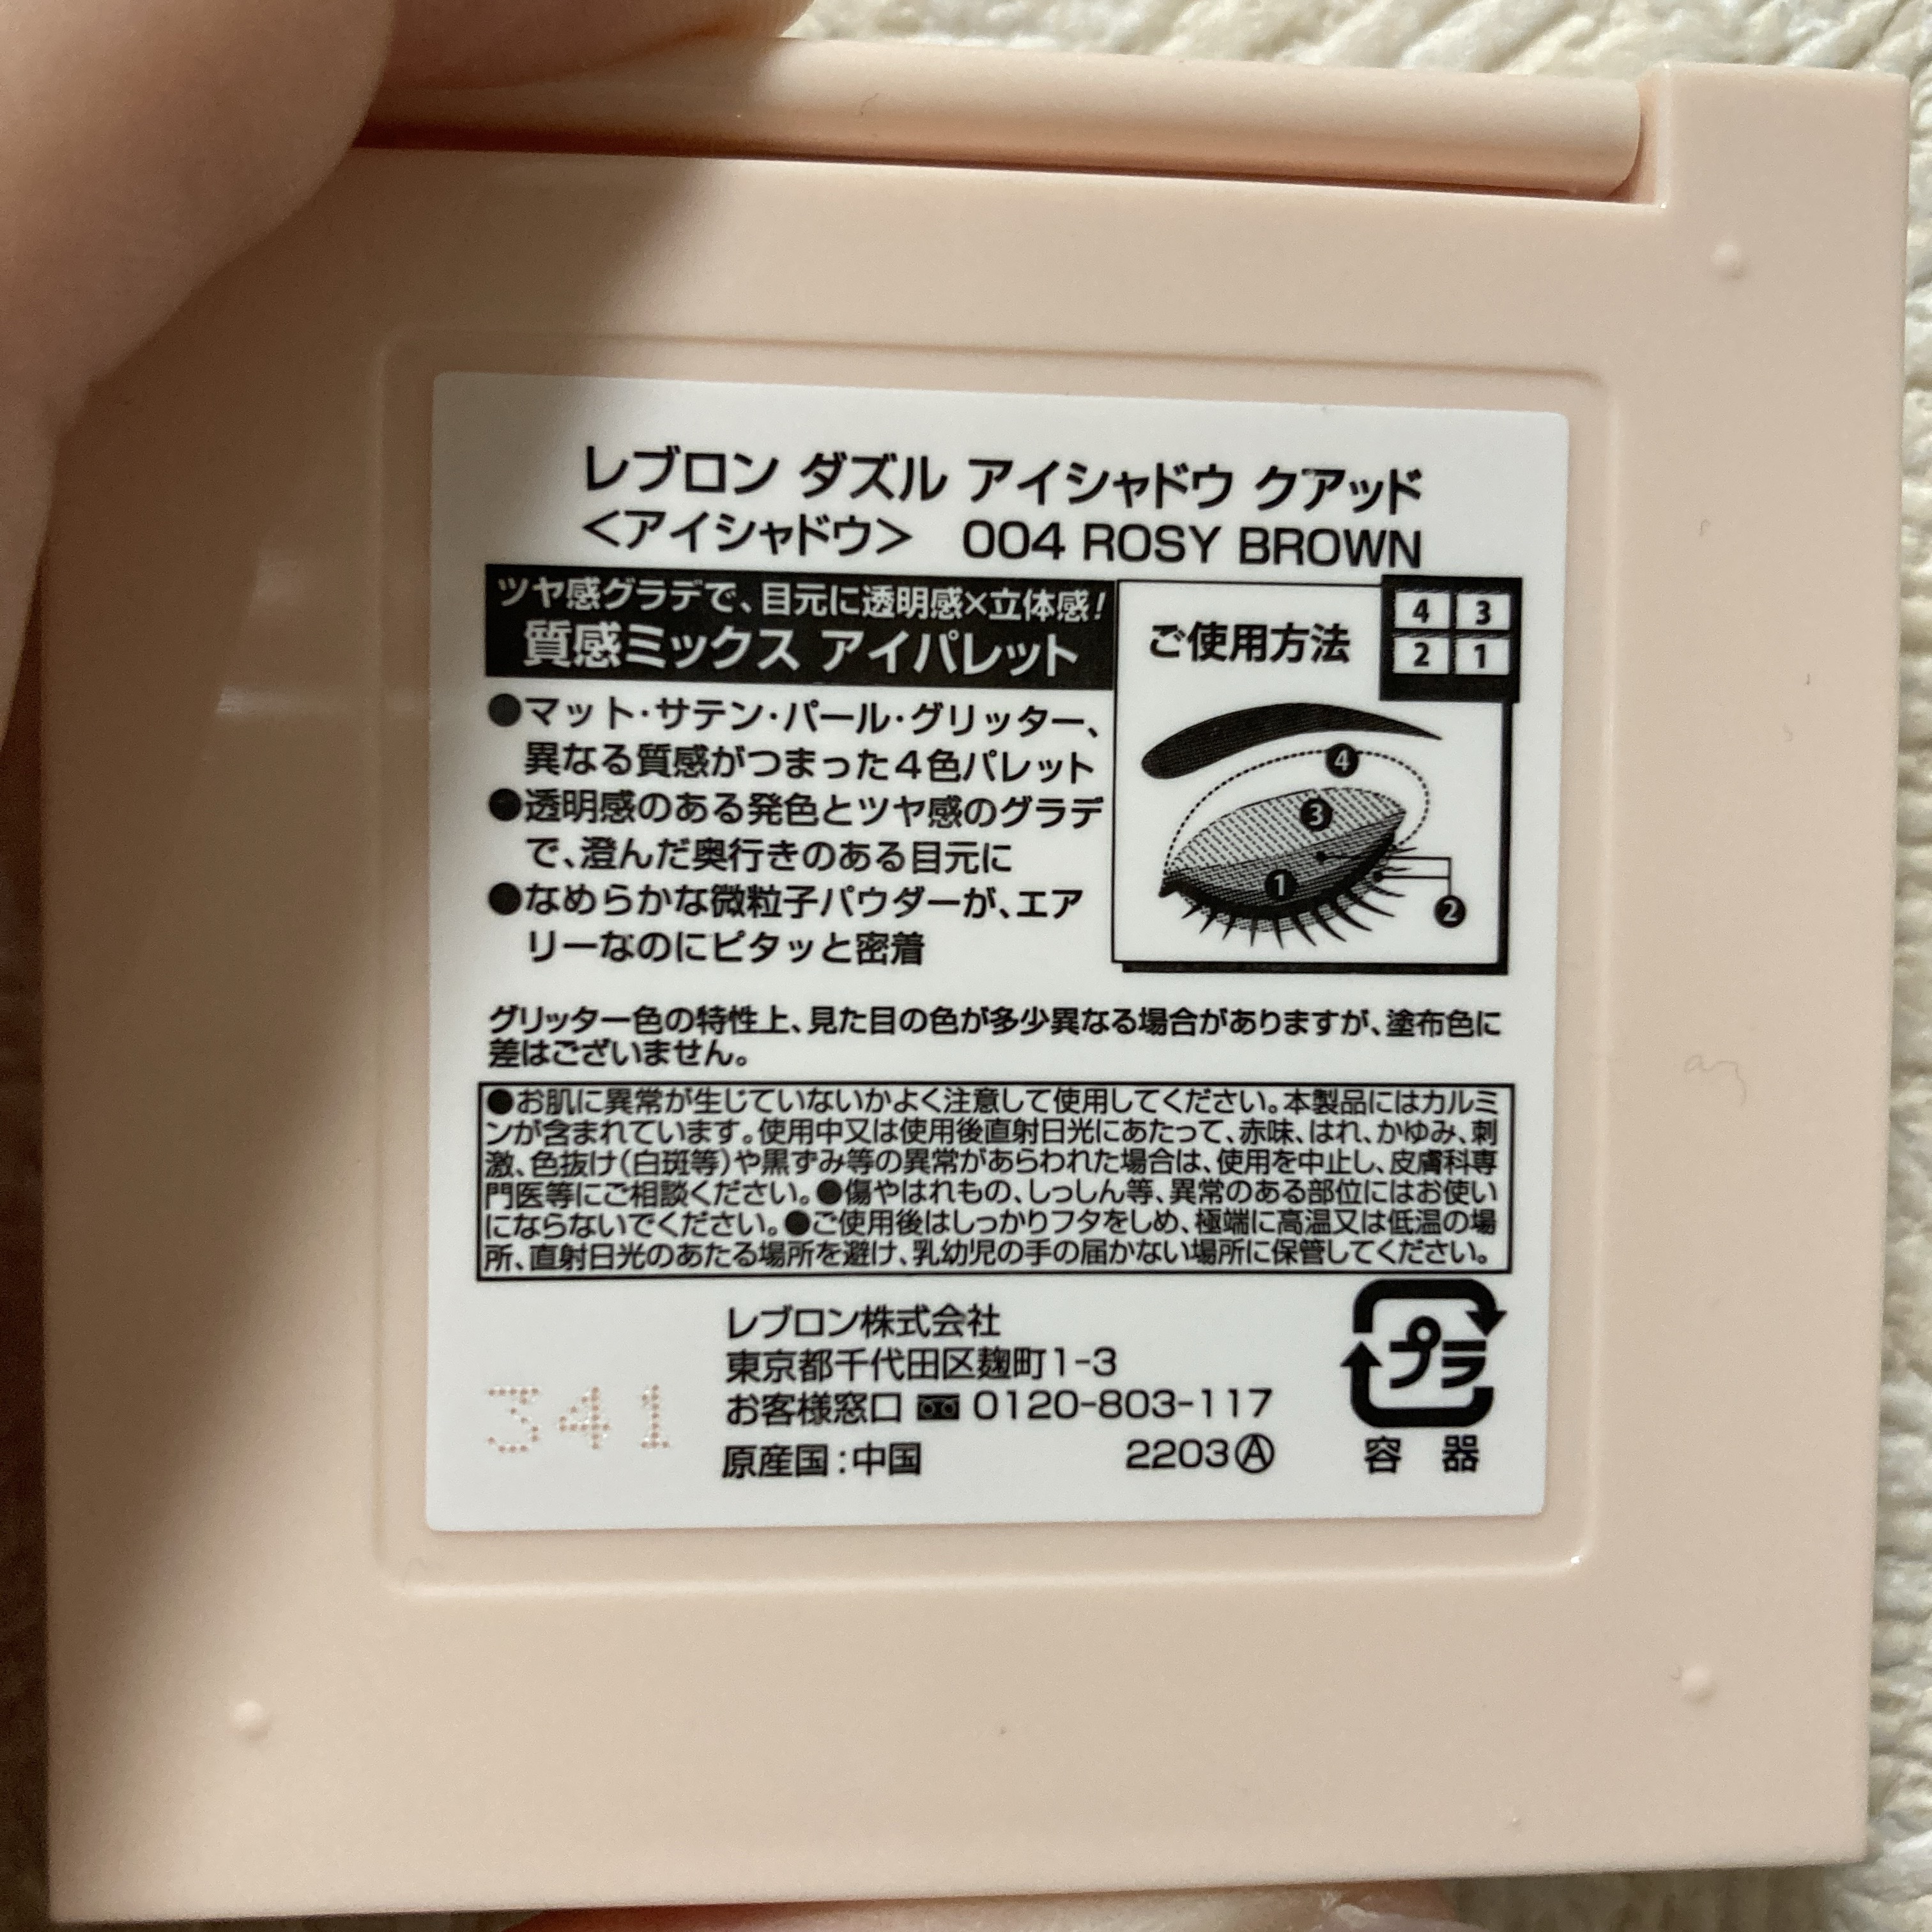 レブロン ダズル アイシャドウ クアッド
＜アイシャドウ＞ 004 ROSY BROWN
ツヤ感グラデで、目元に透明感×立体感！
質感ミックス アイパレット
●マット・サテン・パール・グリッター、
異なる質感がつまった4色パレット
●透明感のある発色とツヤ感のグラデ
で、澄んだ奥行きのある目元に
●なめらかな微粒子パウダーが、エア
リーなのにピタッと密着
ご使用方法
4 3
2 1
4
3
1
2
グリッター色の特性上、見た目の色が多少異なる場合がありますが、塗布色に
差はございません。
●お肌に異常が生じていないかよく注意して使用してください。本製品にはカルミ
ンが含まれています。使用中又は使用後直射日光にあたって、赤味、はれ、かゆみ、刺
激、色抜け（白斑等）や黒ずみ等の異常があらわれた場合は、使用を中止し、皮膚科専
門医等にご相談ください。●傷やはれもの、しっしん等、異常のある部位にはお使い
にならないでください。●ご使用後はしっかりフタをしめ、極端に高温又は低温の場
所、直射日光のあたる場所を避け、乳幼児の手の届かない場所に保管してください。
レブロン株式会社
東京都千代田区麹町1-3
お客様窓口 0120-803-117
原産国：中国 2203Ⓐ
341
プラ
容器